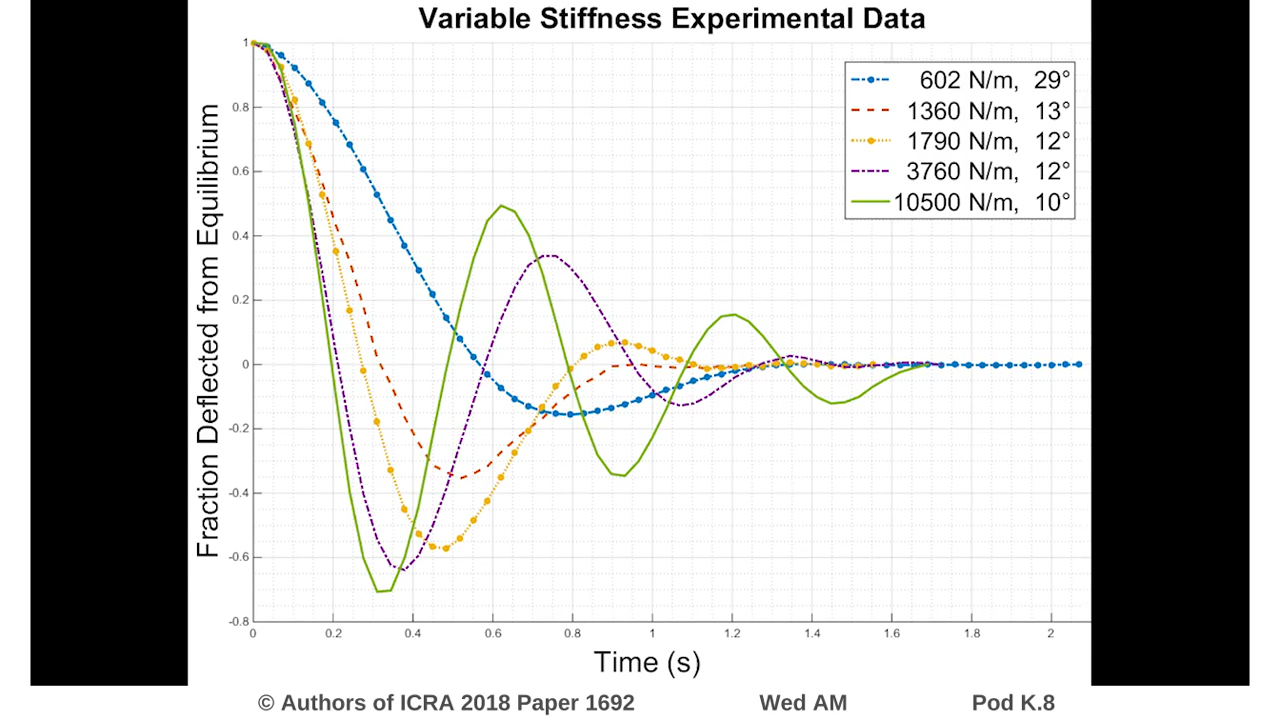 Variable Stiffness Experimental Data
Fraction Deflected from Equilibrium
1
0.8
0.6
0.4
0.2
0
-0.2
-0.4
-0.6
-0.8
602 N/m, 29°
1360 N/m, 13°
1790 N/m, 12°
3760 N/m, 12°
10500 N/m, 10°
0 0.2 0.4 0.6 0.8 1 1.2 1.4 1.6 1.8 2
Time (s)
© Authors of ICRA 2018 Paper 1692 Wed AM Pod K.8